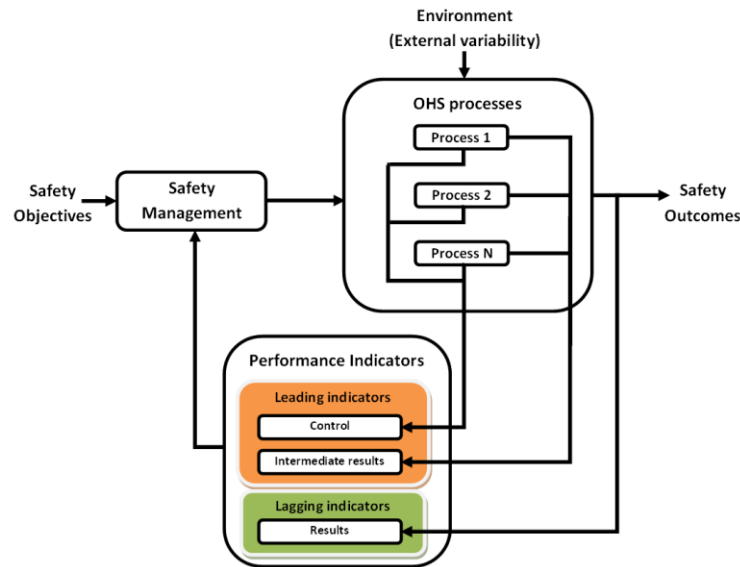 Environment
(External variability)
OHS processes
Process 1
Safety
Objectives
Safety
Management
Process 2
Safety
Outcomes
Process N
Performance Indicators
Leading indicators
Control
Intermediate results
Lagging indicators
Results